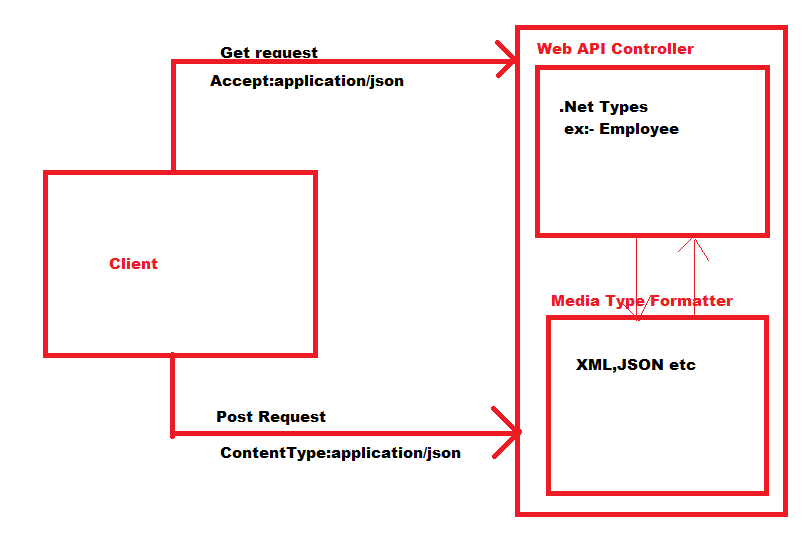 Get request
Accept:application/json
Web API Controller
.Net Types
ex:- Employee
Client
Media Type Formatter
XML,JSON etc
Post Request
ContentType:application/json